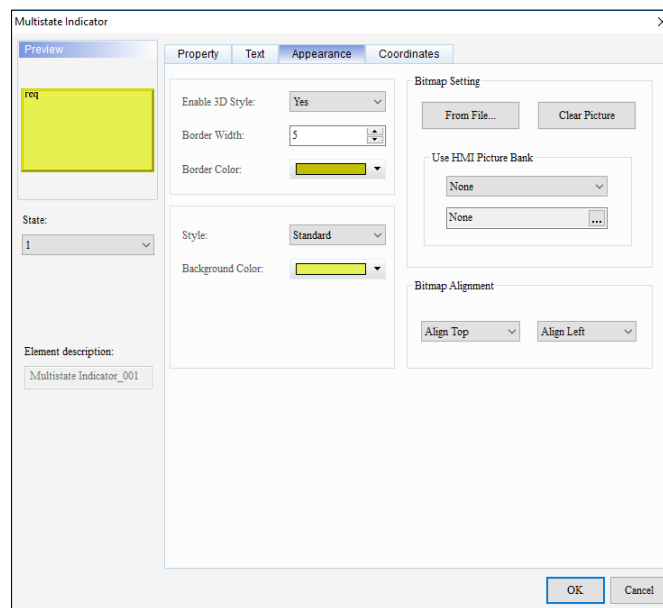 Multistate Indicator
Preview
req
State:
1
Element description:
Multistate Indicator_001
Property Text Appearance Coordinates
Enable 3D Style: Yes
Border Width: 5
Border Color:
Style: Standard
Background Color:
Bitmap Setting
From File... Clear Picture
Use HMI Picture Bank
None
None ...
Bitmap Alignment
Align Top Align Left
OK Cancel